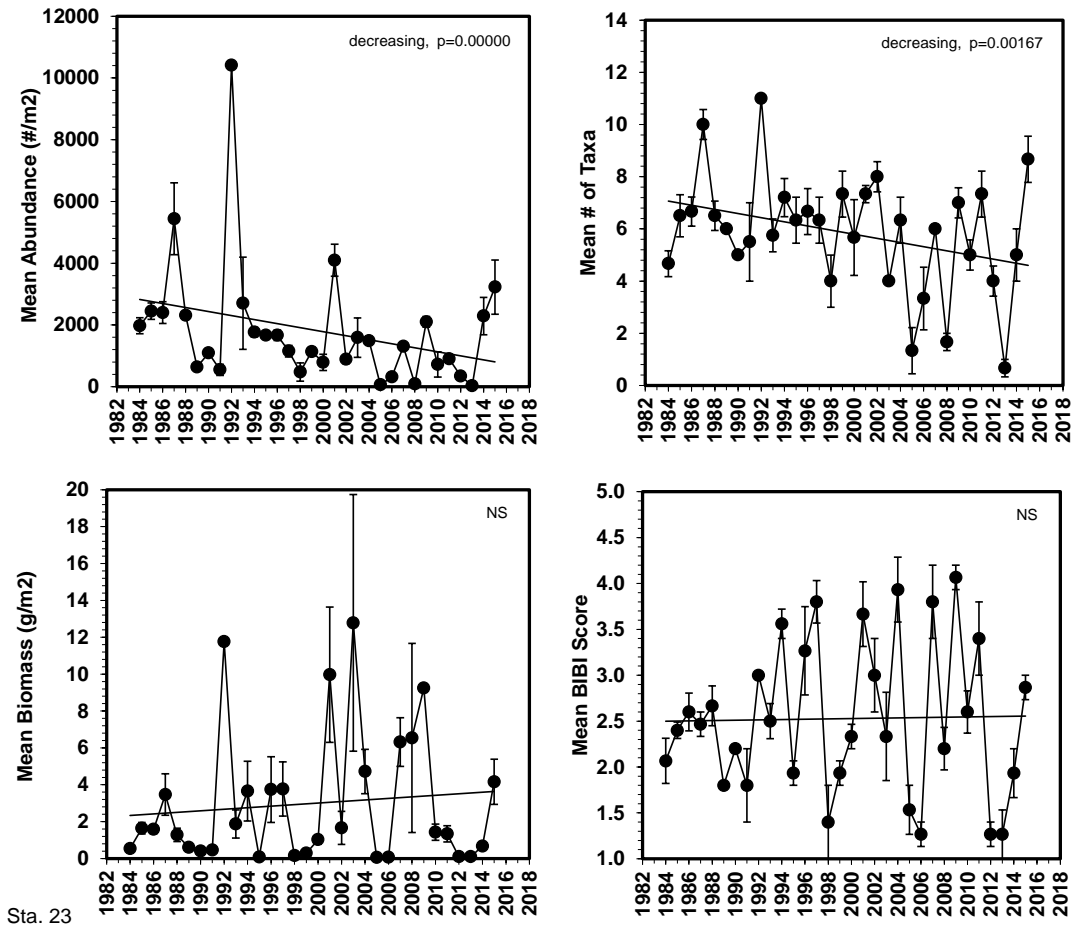 12000
10000
8000
6000
4000
2000
0
Mean Abundance (#/m2)
decreasing, p=0.00000
1982 1984 1986 1988 1990 1992 1994 1996 1998 2000 2002 2004 2006 2008 2010 2012 2014 2016 2018
14
12
10
8
6
4
2
0
Mean # of Taxa
decreasing, p=0.00167
1982 1984 1986 1988 1990 1992 1994 1996 1998 2000 2002 2004 2006 2008 2010 2012 2014 2016 2018
20
18
16
14
12
10
8
6
4
2
0
Mean Biomass (g/m2)
NS
1982 1984 1986 1988 1990 1992 1994 1996 1998 2000 2002 2004 2006 2008 2010 2012 2014 2016 2018
5.0
4.5
4.0
3.5
3.0
2.5
2.0
1.5
1.0
Mean BIBI Score
NS
1982 1984 1986 1988 1990 1992 1994 1996 1998 2000 2002 2004 2006 2008 2010 2012 2014 2016 2018
Sta. 23